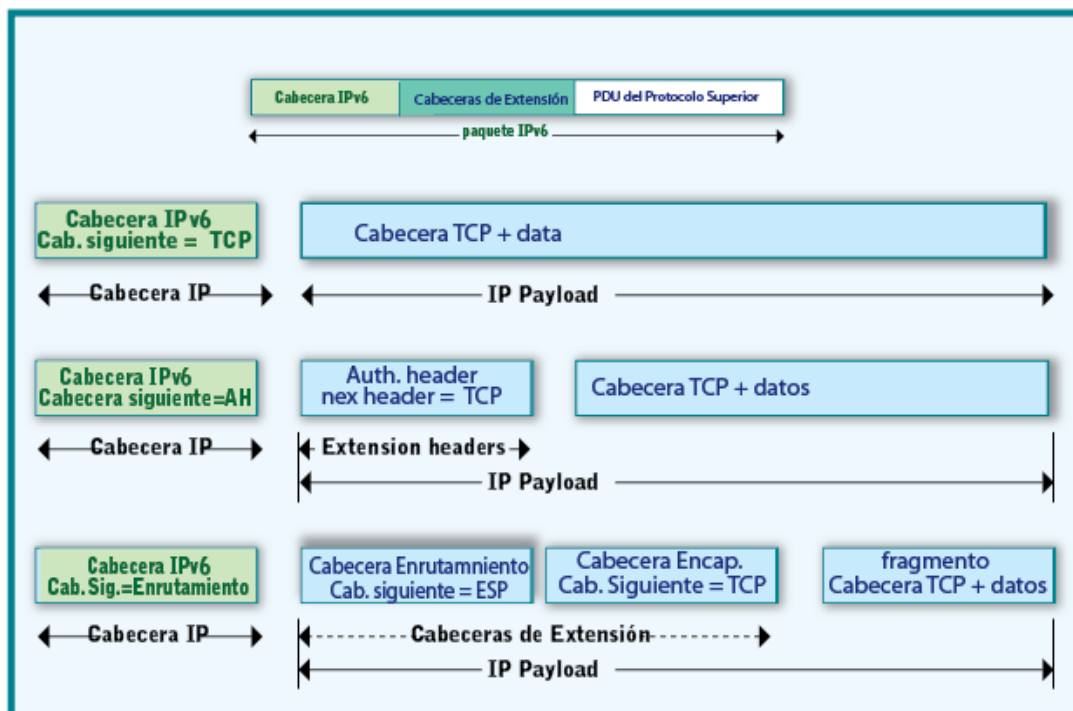 Cabecera IPv6
Cabeceras de Extensión
PDU del Protocolo Superior
paquete IPv6
Cabecera IPv6
Cab. siguiente = TCP
Cabecera TCP + data
Cabecera IP
IP Payload
Cabecera IPv6
Cabecera siguiente=AH
Auth. header
nex header = TCP
Cabecera TCP + datos
Cabecera IP
Extension headers
IP Payload
Cabecera IPv6
Cab.Sig.=Enrutamiento
Cabecera Enrutamniento
Cab. siguiente = ESP
Cabecera Encap.
Cab. Siguiente = TCP
fragmento
Cabecera TCP + datos
Cabecera IP
Cabeceras de Extensión
IP Payload